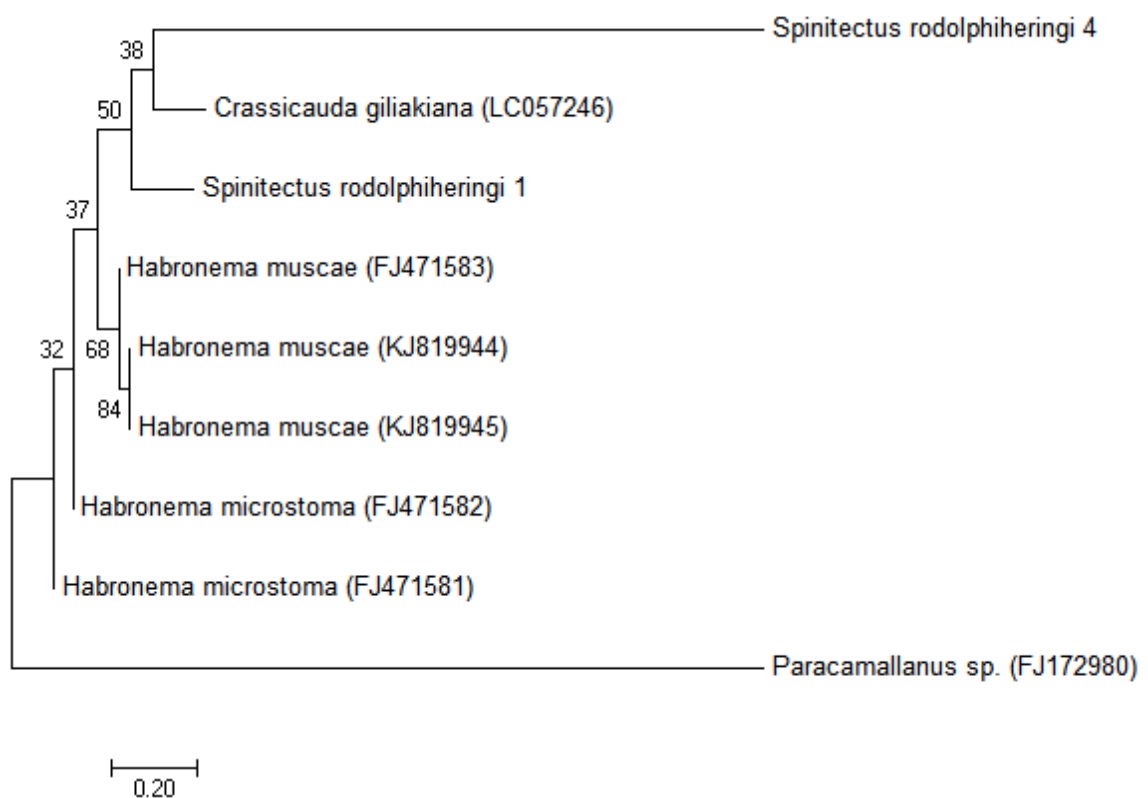 Spinitectus rodolphiheringi 4
38
50
Crassicauda giliakiana (LC057246)
Spinitectus rodolphiheringi 1
37
Habronema muscae (FJ471583)
32
68
Habronema muscae (KJ819944)
84
Habronema muscae (KJ819945)
Habronema microstoma (FJ471582)
Habronema microstoma (FJ471581)
Paracamallanus sp. (FJ172980)
0.20